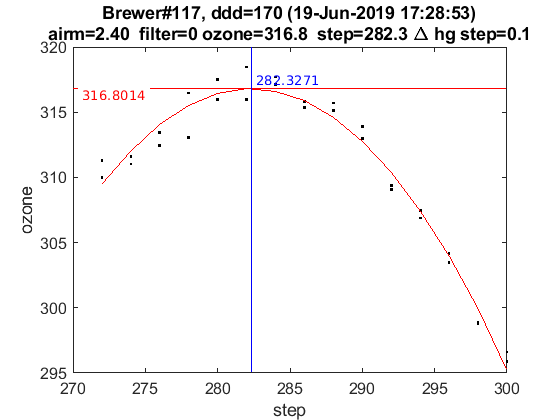 Brewer#117, ddd=170 (19-Jun-2019 17:28:53)
airm=2.40 filter=0 ozone=316.8 step=282.3 Δ hg step=0.1
320
282.3271
316.8014
315
310
305
300
295
ozone
270 275 280 285 290 295 300
step